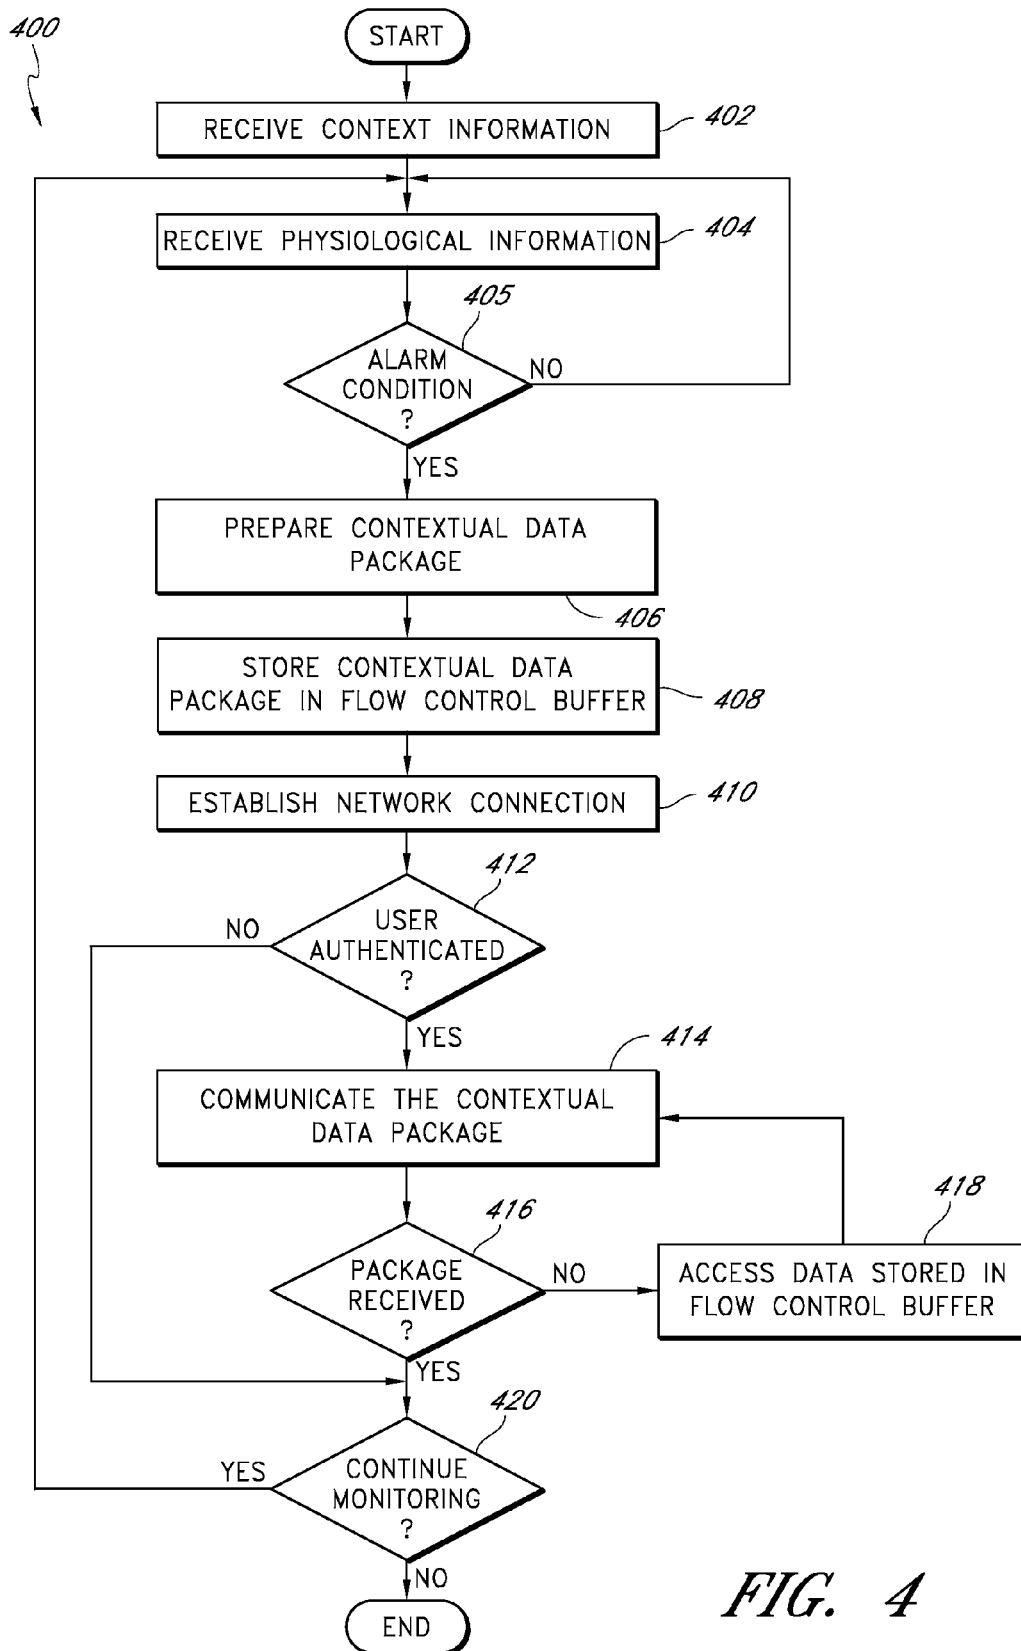 400
START
RECEIVE CONTEXT INFORMATION
402
RECEIVE PHYSIOLOGICAL INFORMATION
404
405
ALARM
CONDITION
?
NO
YES
PREPARE CONTEXTUAL DATA
PACKAGE
406
STORE CONTEXTUAL DATA
PACKAGE IN FLOW CONTROL BUFFER
408
ESTABLISH NETWORK CONNECTION
410
412
USER
AUTHENTICATED
?
NO
YES
414
COMMUNICATE THE CONTEXTUAL
DATA PACKAGE
416
PACKAGE
RECEIVED
?
NO
YES
418
ACCESS DATA STORED IN
FLOW CONTROL BUFFER
420
CONTINUE
MONITORING
?
YES
NO
END
FIG. 4